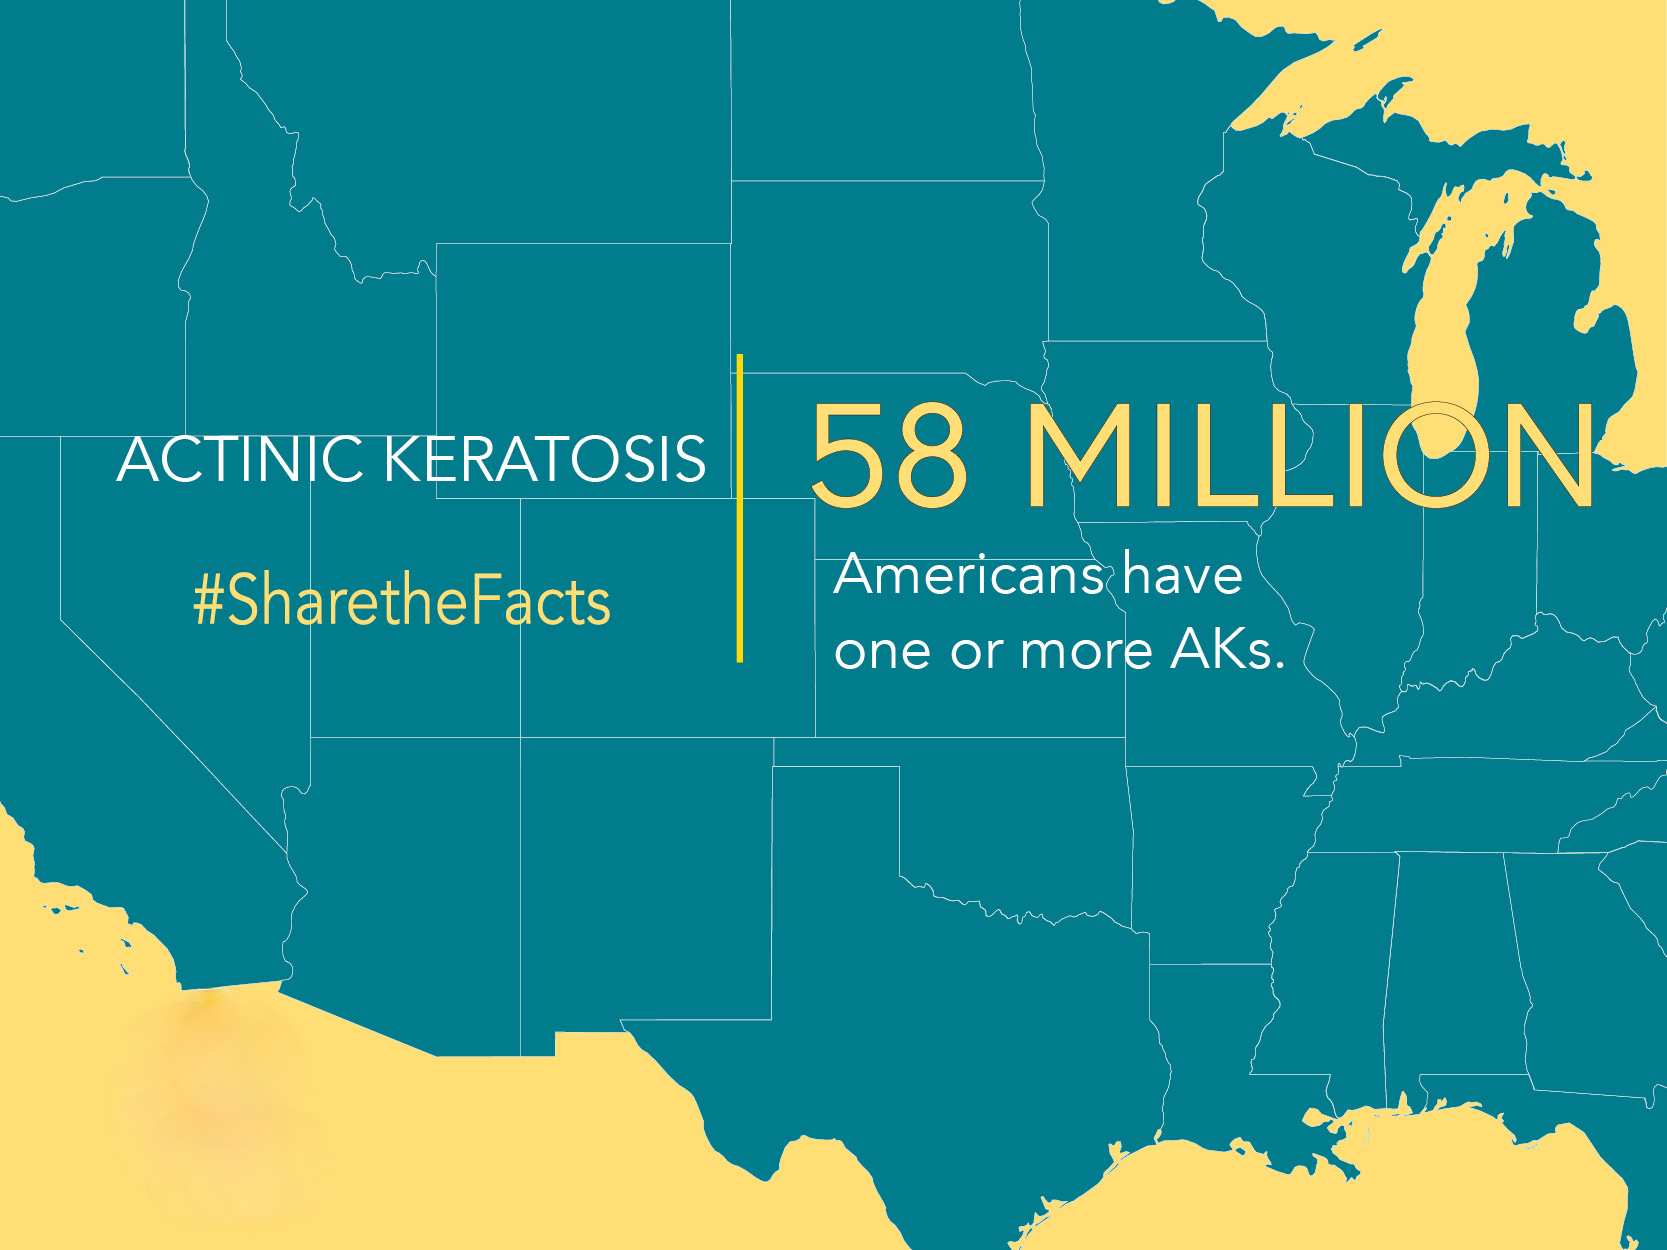 ACTINIC KERATOSIS
#SharetheFacts
58 MILLION
Americans have
one or more AKs.